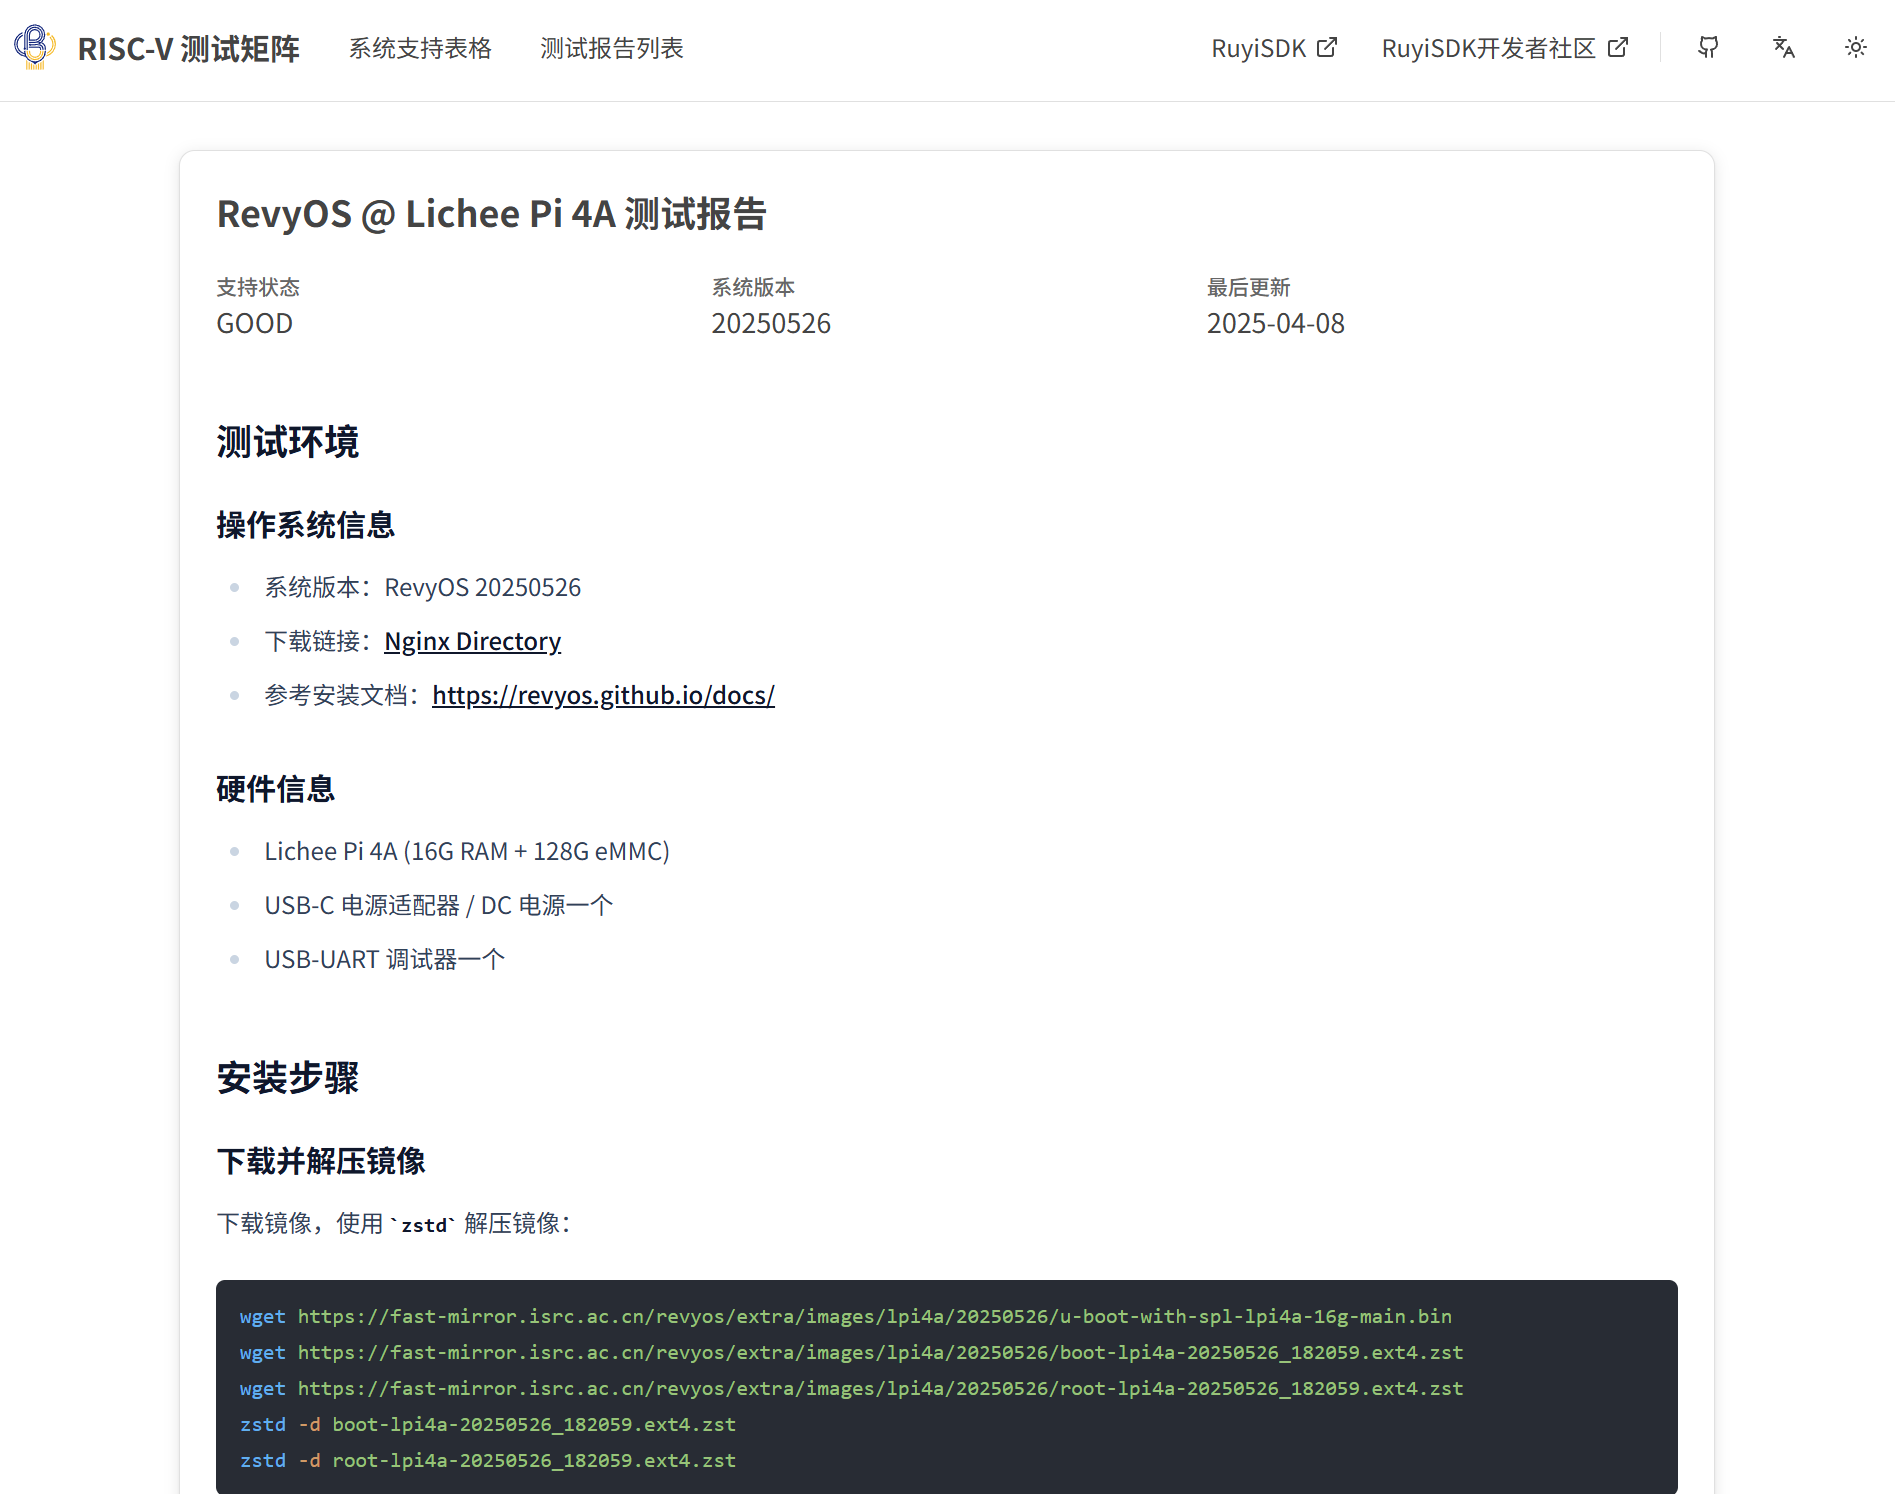 RISC-V 测试矩阵 系统支持表格 测试报告列表 RuyiSDK RuyiSDK开发者社区
RevyOS @ Lichee Pi 4A 测试报告
支持状态 系统版本 最后更新
GOOD 20250526 2025-04-08
测试环境
操作系统信息
系统版本：RevyOS 20250526
下载链接：Nginx Directory
参考安装文档：https://revyos.github.io/docs/
硬件信息
Lichee Pi 4A (16G RAM + 128G eMMC)
USB-C 电源适配器 / DC 电源一个
USB-UART 调试器一个
安装步骤
下载并解压镜像
下载镜像，使用 `zstd` 解压镜像：
wget https://fast-mirror.isrc.ac.cn/revyos/extra/images/lpi4a/20250526/u-boot-with-spl-lpi4a-16g-main.bin
wget https://fast-mirror.isrc.ac.cn/revyos/extra/images/lpi4a/20250526/boot-lpi4a-20250526_182059.ext4.zst
wget https://fast-mirror.isrc.ac.cn/revyos/extra/images/lpi4a/20250526/root-lpi4a-20250526_182059.ext4.zst
zstd -d boot-lpi4a-20250526_182059.ext4.zst
zstd -d root-lpi4a-20250526_182059.ext4.zst